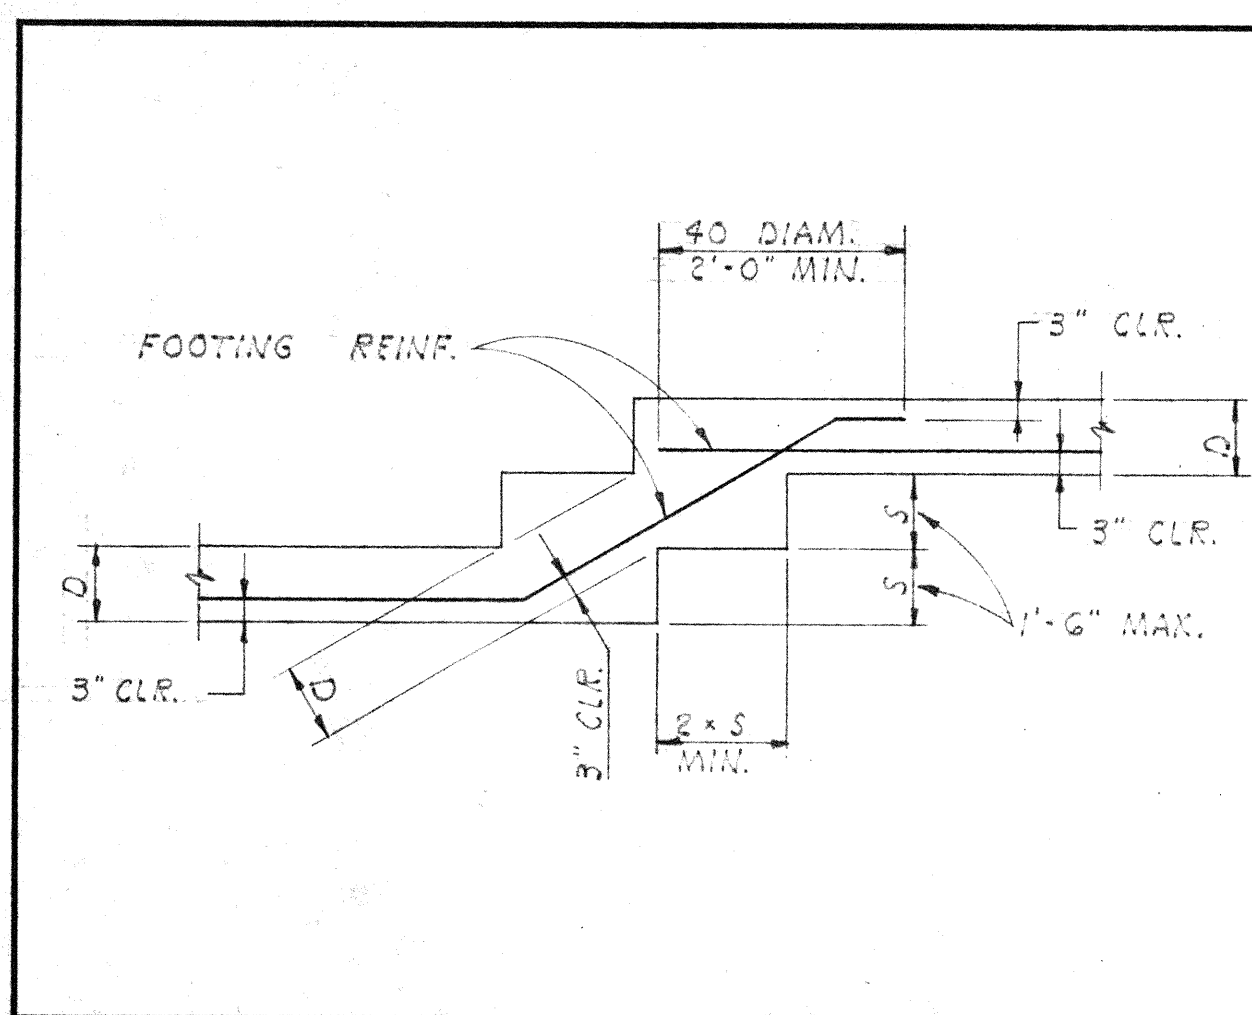 40 DIAM.
2'-0" MIN.
3" CLR.
FOOTING REINF.
D
S
3" CLR.
D
S
1'-6" MAX.
3" CLR.
D
3" CLR.
2 × S
MIN.